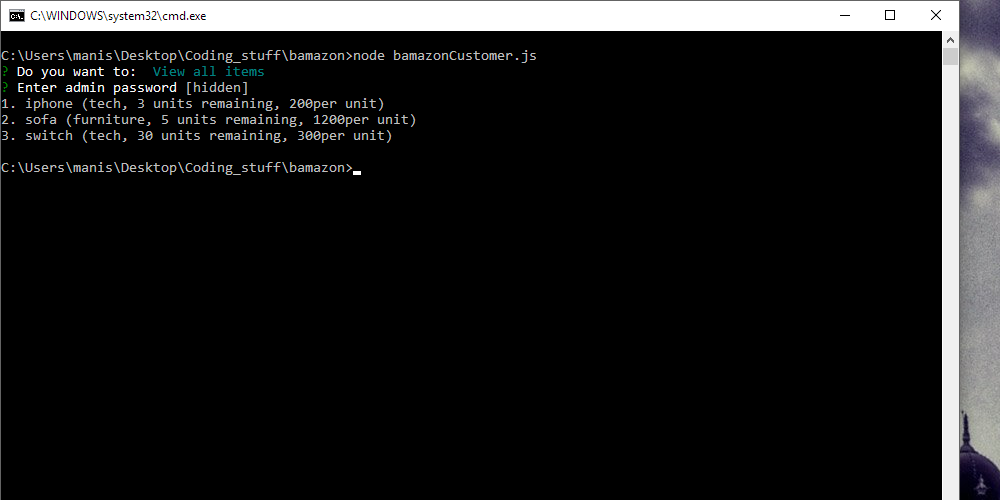 C:\WINDOWS\system32\cmd.exe
C:\Users\manis\Desktop\Coding_stuff\bamazon>node bamazonCustomer.js
? Do you want to:  View all items
? Enter admin password [hidden]
1. iphone (tech, 3 units remaining, 200per unit)
2. sofa (furniture, 5 units remaining, 1200per unit)
3. switch (tech, 30 units remaining, 300per unit)
C:\Users\manis\Desktop\Coding_stuff\bamazon>